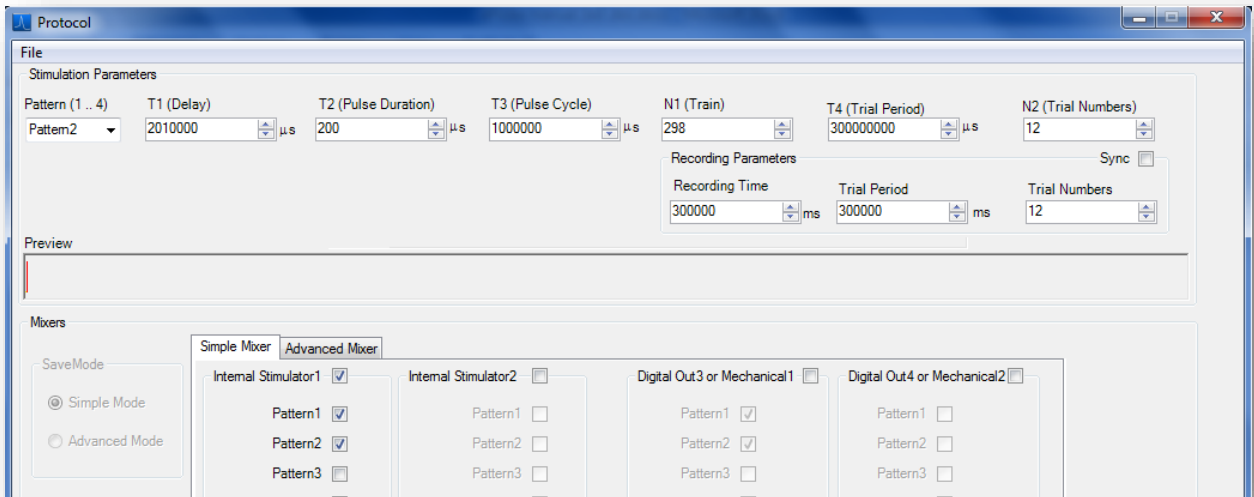 Protocol
File
Stimulation Parameters
Pattern (1 .. 4) T1 (Delay) T2 (Pulse Duration) T3 (Pulse Cycle) N1 (Train) T4 (Trial Period) N2 (Trial Numbers)
Pattern2 2010000 µs 200 µs 1000000 µs 298 300000000 µs 12
Recording Parameters Sync
Recording Time Trial Period Trial Numbers
300000 ms 300000 ms 12
Preview
Mixers
Simple Mixer Advanced Mixer
SaveMode
Internal Stimulator1 Internal Stimulator2 Digital Out3 or Mechanical1 Digital Out4 or Mechanical2
Simple Mode
Pattern1 Pattern1 Pattern1 Pattern1
Advanced Mode
Pattern2 Pattern2 Pattern2 Pattern2
Pattern3 Pattern3 Pattern3 Pattern3